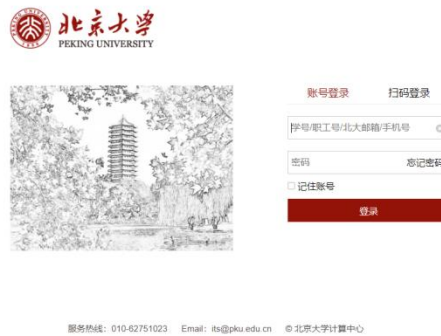 北京大学
PEKING UNIVERSITY
账号登录 扫码登录
学号/职工号/北大邮箱/手机号
密码 忘记密码
记住账号
登录
服务热线：010-62751023 Email：its@pku.edu.cn © 北京大学计算中心